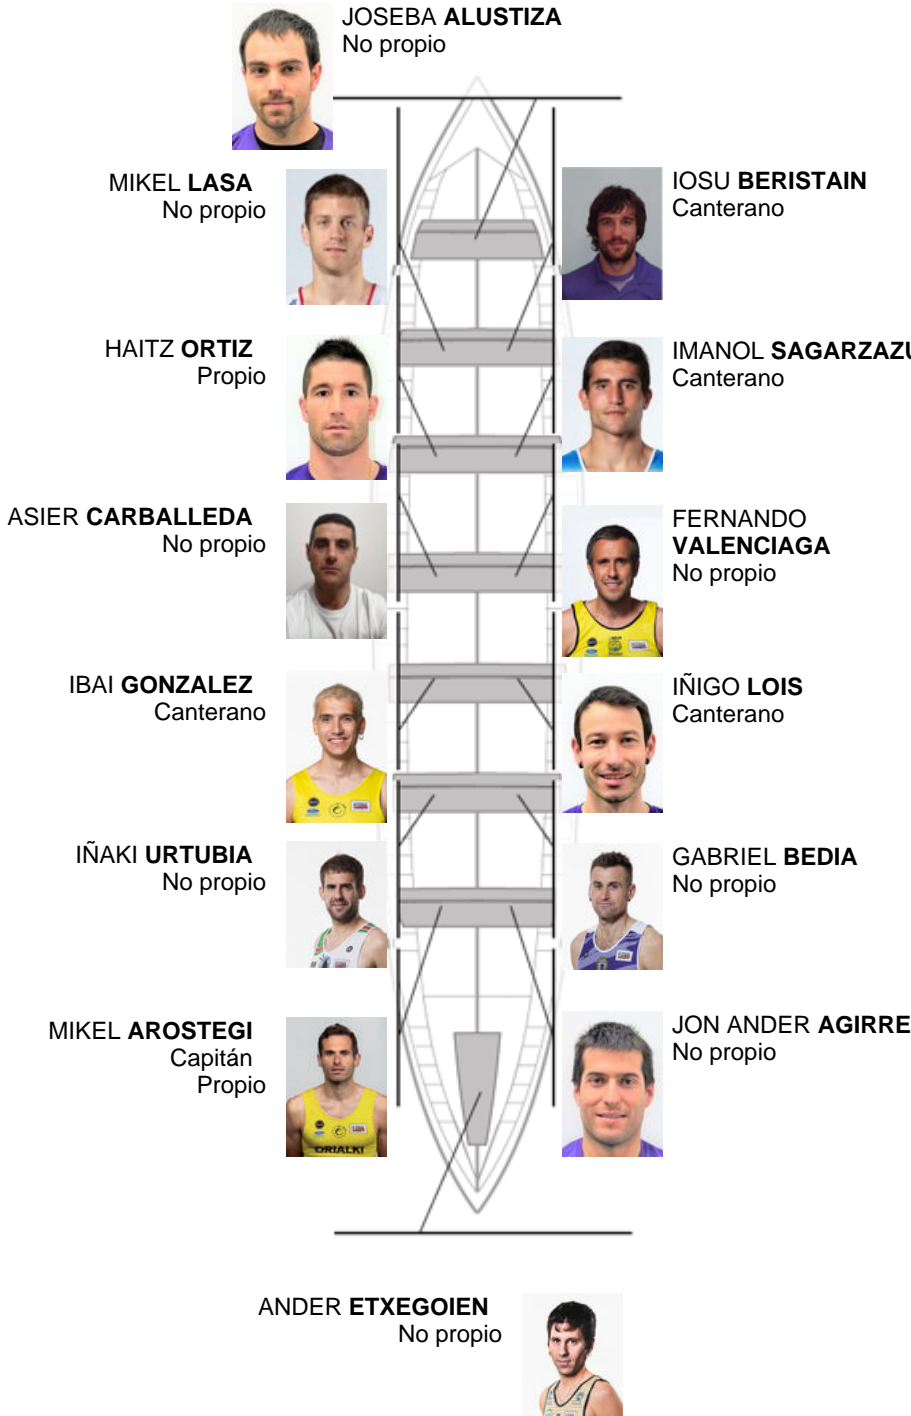 JOSEBA ALUSTIZA
No propio
MIKEL LASA
No propio
IOSU BERISTAIN
Canterano
HAITZ ORTIZ
Propio
IMANOL SAGARZAZU
Canterano
ASIER CARBALLEDA
No propio
FERNANDO
VALENCIAGA
No propio
IBAI GONZALEZ
Canterano
IÑIGO LOIS
Canterano
IÑAKI URTUBIA
No propio
GABRIEL BEDIA
No propio
MIKEL AROSTEGI
Capitán
Propio
JON ANDER AGIRRE
No propio
ORIALKI
ANDER ETXEGOIEN
No propio